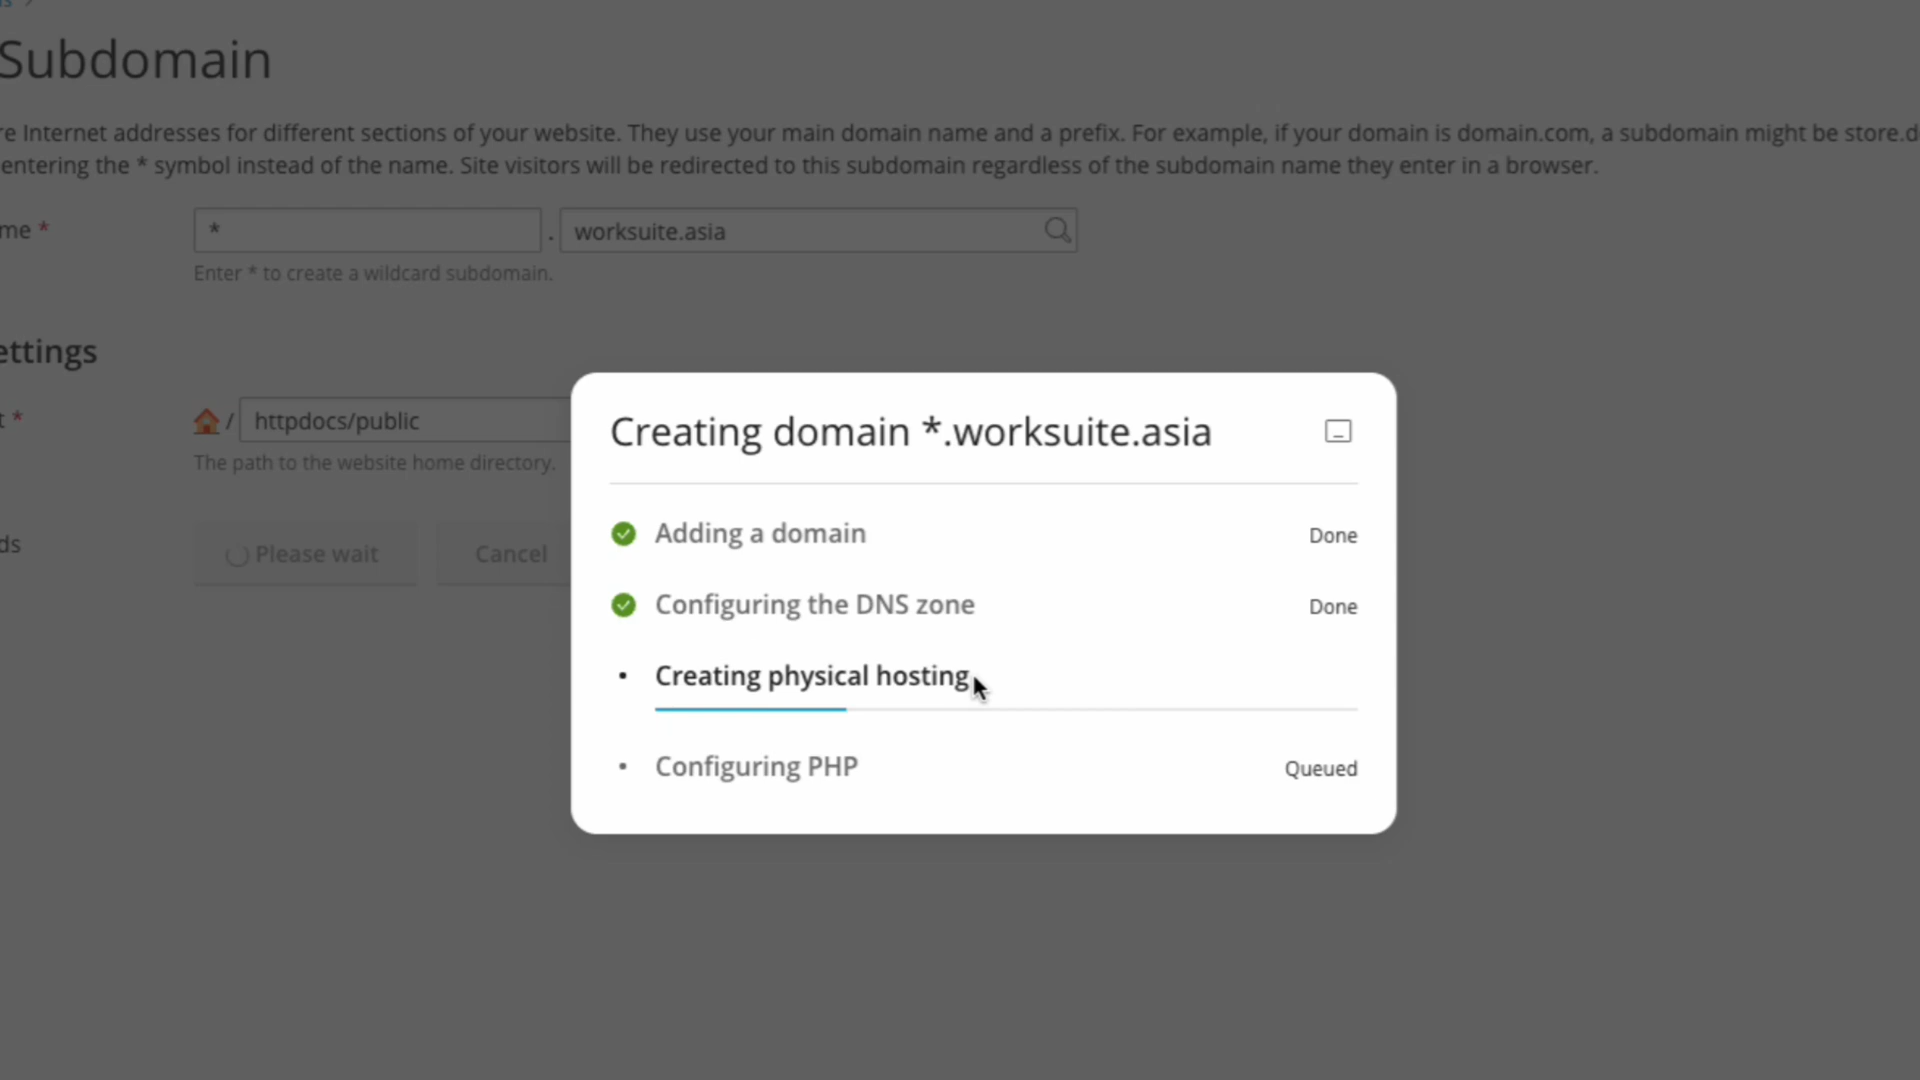 Subdomain
re Internet addresses for different sections of your website. They use your main domain name and a prefix. For example, if your domain is domain.com, a subdomain might be store.d
entering the * symbol instead of the name. Site visitors will be redirected to this subdomain regardless of the subdomain name they enter in a browser.
me * * . worksuite.asia
Enter * to create a wildcard subdomain.
ettings
t * / httpdocs/public
The path to the website home directory.
ds Please wait Cancel
Creating domain *.worksuite.asia
Adding a domain Done
Configuring the DNS zone Done
Creating physical hosting
Configuring PHP Queued